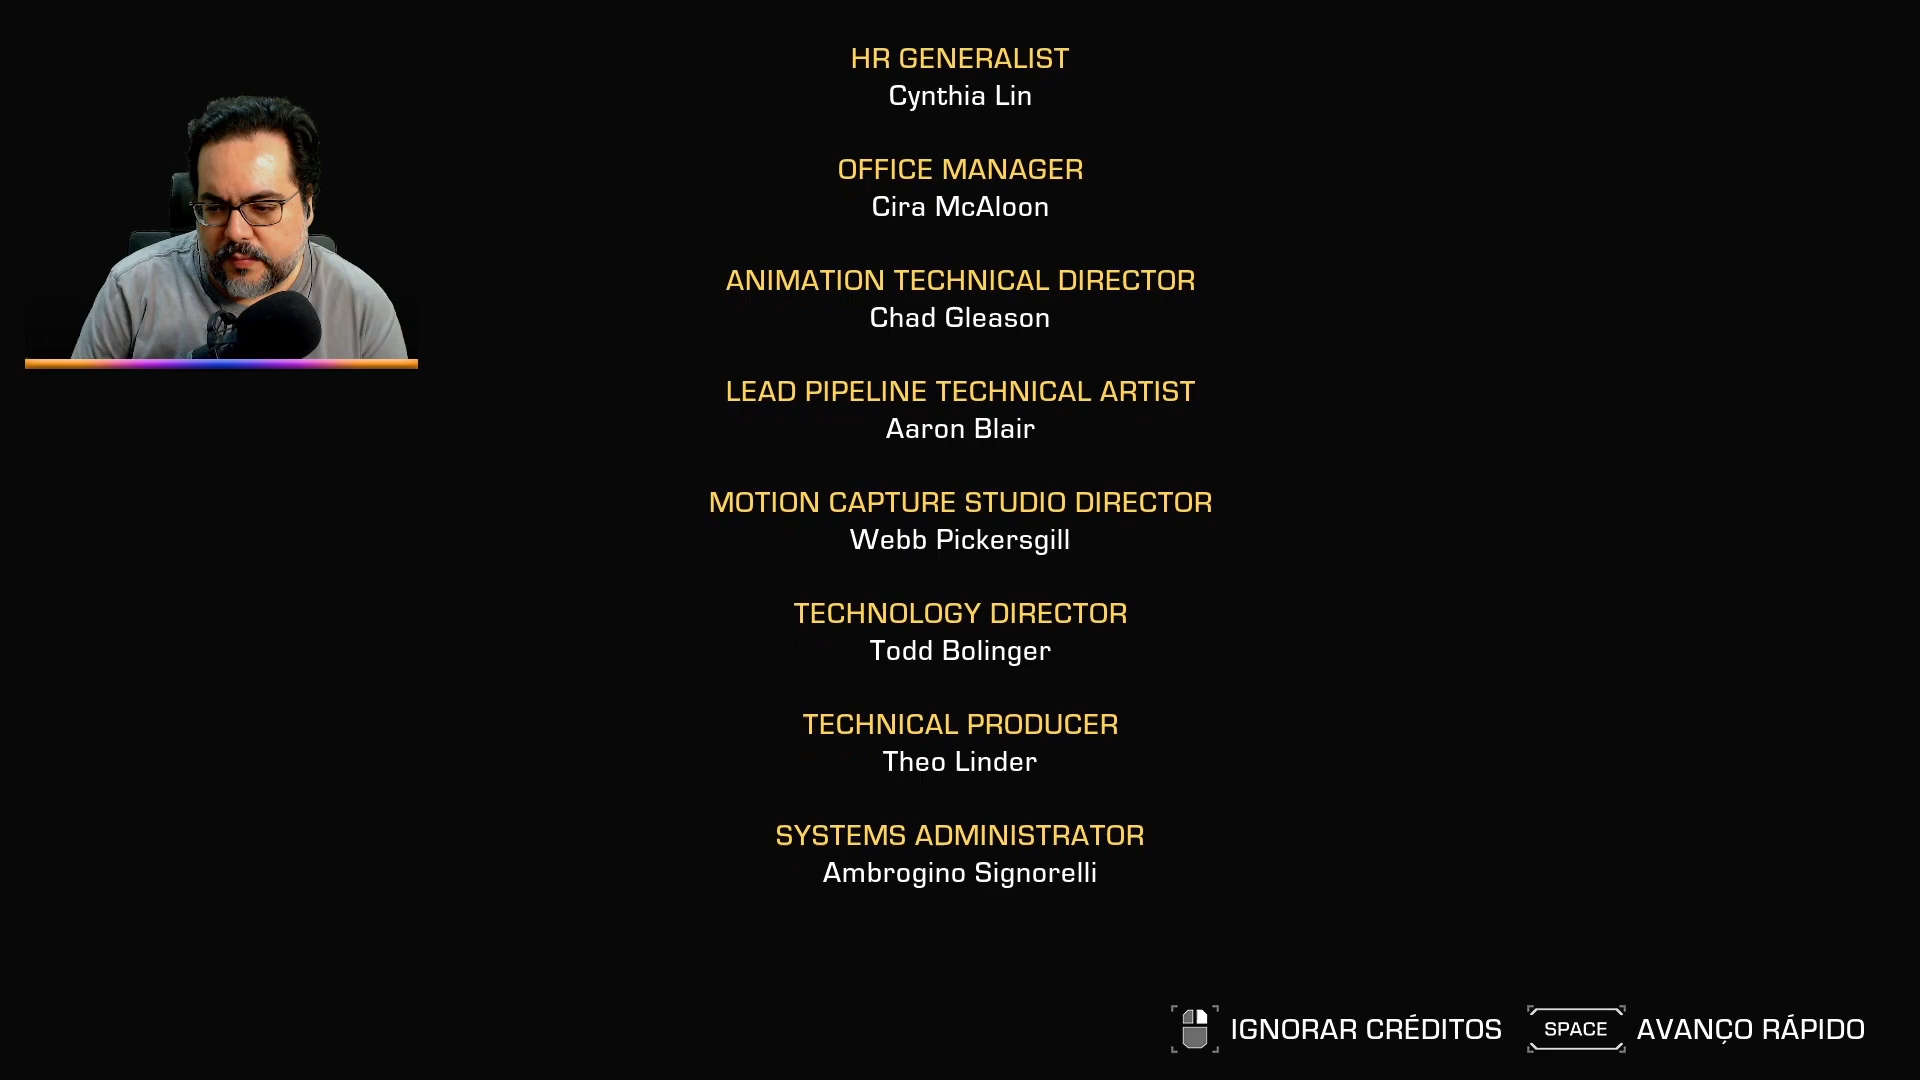 HR GENERALIST
Cynthia Lin
OFFICE MANAGER
Cira McAloon
ANIMATION TECHNICAL DIRECTOR
Chad Gleason
LEAD PIPELINE TECHNICAL ARTIST
Aaron Blair
MOTION CAPTURE STUDIO DIRECTOR
Webb Pickersgill
TECHNOLOGY DIRECTOR
Todd Bolinger
TECHNICAL PRODUCER
Theo Linder
SYSTEMS ADMINISTRATOR
Ambrogino Signorelli
IGNORAR CRÉDITOS SPACE AVANÇO RÁPIDO